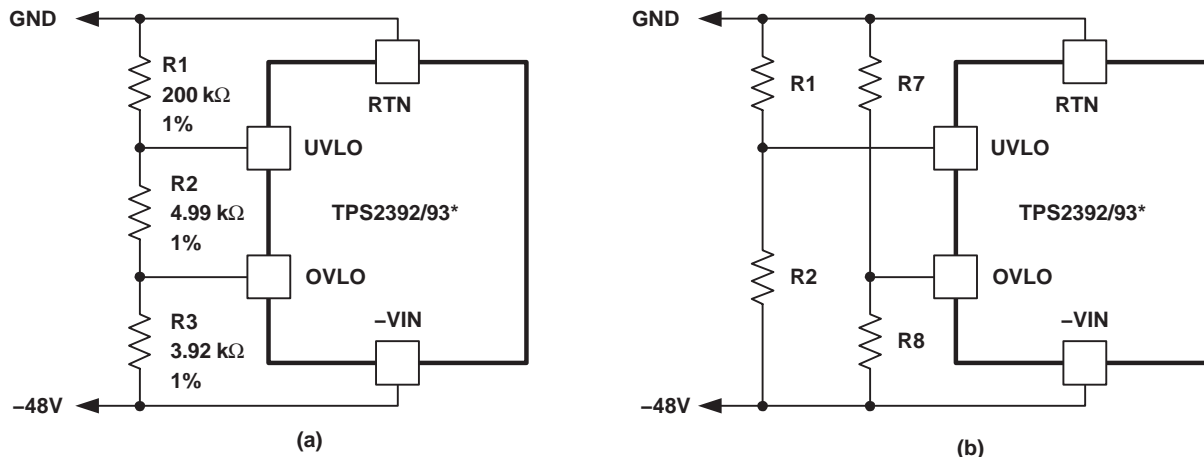 GND
R1
200 kΩ
1%
RTN
UVLO
R2
4.99 kΩ
1%
TPS2392/93*
OVLO
R3
3.92 kΩ
1%
–VIN
–48V
(a)
GND
R1
R7
RTN
UVLO
TPS2392/93*
R2
OVLO
–VIN
R8
–48V
(b)